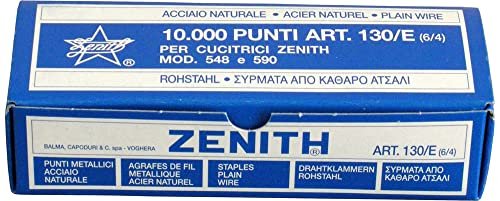 ACCIAIO NATURALE • ACIER NATUREL • PLAIN WIRE
Zenith
®
10.000 PUNTI ART. 130/E (6/4)
PER CUCITRICI ZENITH
MOD. 548 e 590
ROHSTAHL • ΣΥΡΜΑΤΑ ΑΠΟ ΚΑΘΑΡΟ ΑΤΣΑΛΙ
BALMA, CAPODURI & C. spa - VOGHERA
ZENITH®
ART. 130/E (6/4)
PUNTI METALLICI
ACCIAIO
NATURALE
AGRAFES DE FIL
METALLIQUE
ACIER NATUREL
STAPLES
PLAIN
WIRE
DRAHTKLAMMERN
ROHSTAHL
ΣΥΡΜΑΤΑ ΑΠΟ
ΚΑΘΑΡΟ ΑΤΣΑΛΙ